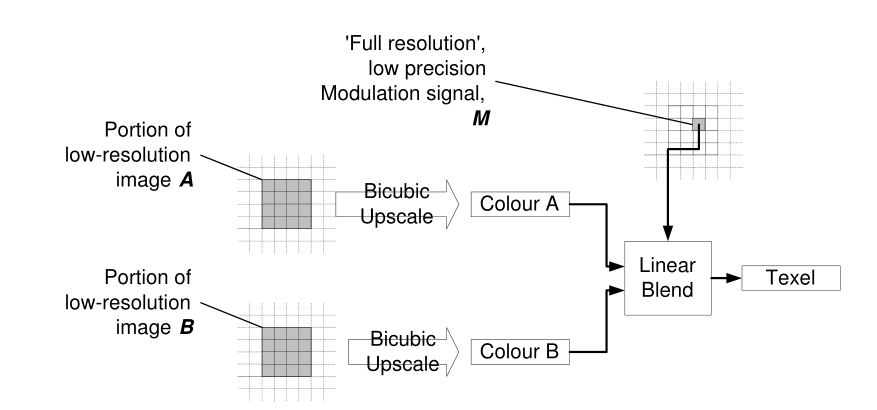 'Full resolution',
low precision
Modulation signal,
M
Portion of
low-resolution
image A
Bicubic
Upscale
Colour A
Linear
Blend
Texel
Portion of
low-resolution
image B
Bicubic
Upscale
Colour B